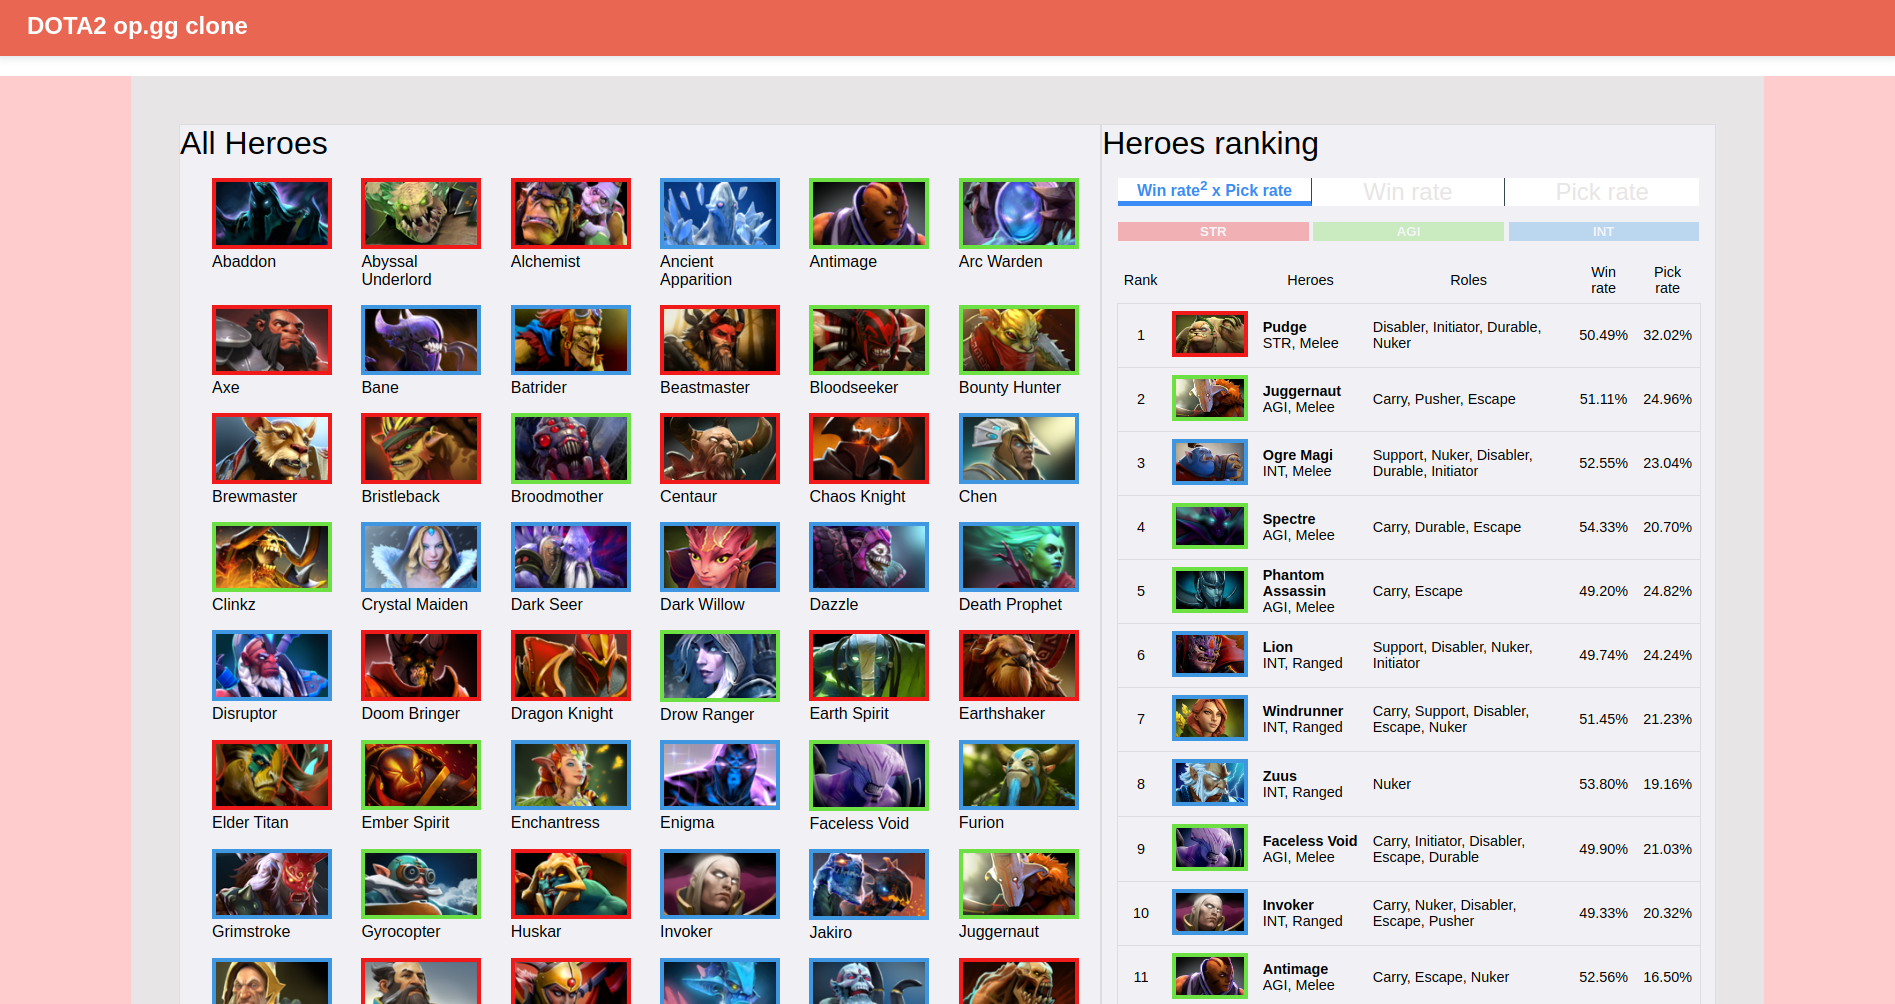 DOTA2 op.gg clone
All Heroes
Abaddon
Abyssal
Underlord
Alchemist
Ancient
Apparition
Antimage
Arc Warden
Axe
Bane
Batrider
Beastmaster
Bloodseeker
Bounty Hunter
Brewmaster
Bristleback
Broodmother
Centaur
Chaos Knight
Chen
Clinkz
Crystal Maiden
Dark Seer
Dark Willow
Dazzle
Death Prophet
Disruptor
Doom Bringer
Dragon Knight
Drow Ranger
Earth Spirit
Earthshaker
Elder Titan
Ember Spirit
Enchantress
Enigma
Faceless Void
Furion
Grimstroke
Gyrocopter
Huskar
Invoker
Jakiro
Juggernaut
Heroes ranking
Win rate² x Pick rate
Win rate
Pick rate
STR
AGI
INT
Rank
Heroes
Roles
Win
rate
Pick
rate
1
Pudge
STR, Melee
Disabler, Initiator, Durable,
Nuker
50.49%
32.02%
2
Juggernaut
AGI, Melee
Carry, Pusher, Escape
51.11%
24.96%
3
Ogre Magi
INT, Melee
Support, Nuker, Disabler,
Durable, Initiator
52.55%
23.04%
4
Spectre
AGI, Melee
Carry, Durable, Escape
54.33%
20.70%
5
Phantom
Assassin
AGI, Melee
Carry, Escape
49.20%
24.82%
6
Lion
INT, Ranged
Support, Disabler, Nuker,
Initiator
49.74%
24.24%
7
Windrunner
INT, Ranged
Carry, Support, Disabler,
Escape, Nuker
51.45%
21.23%
8
Zuus
INT, Ranged
Nuker
53.80%
19.16%
9
Faceless Void
AGI, Melee
Carry, Initiator, Disabler,
Escape, Durable
49.90%
21.03%
10
Invoker
INT, Ranged
Carry, Nuker, Disabler,
Escape, Pusher
49.33%
20.32%
11
Antimage
AGI, Melee
Carry, Escape, Nuker
52.56%
16.50%